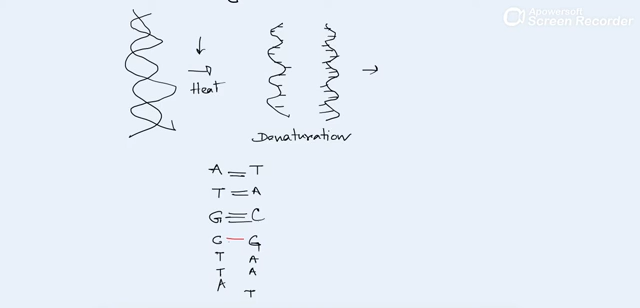 Apowersoft
Screen Recorder
Heat
Denaturation
A = T
T = A
G ≡ C
C - G
T A
T A
A T